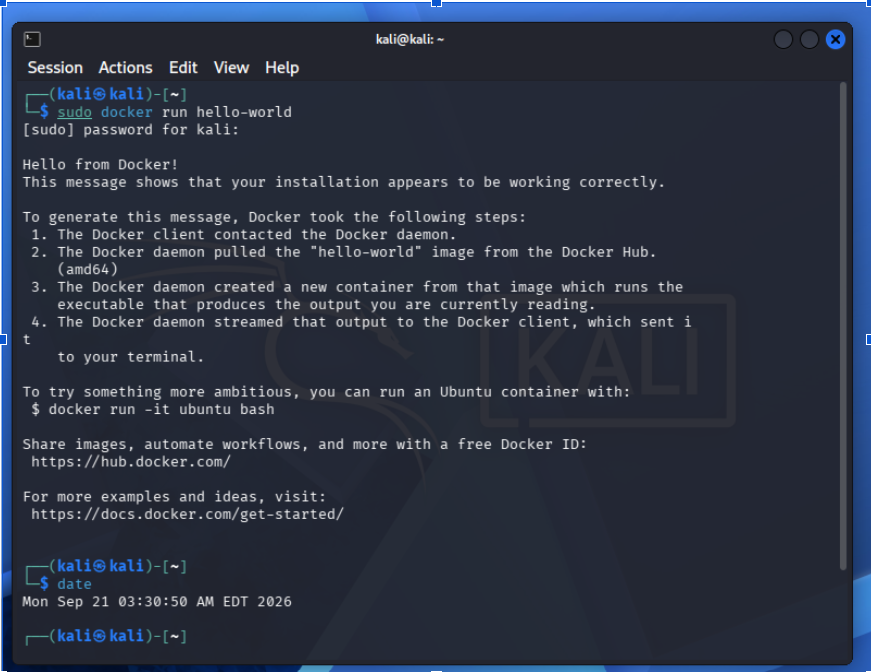 kali@kali: ~
Session Actions Edit View Help
┌──(kali㉿kali)-[~]
└─$ sudo docker run hello-world
[sudo] password for kali:
Hello from Docker!
This message shows that your installation appears to be working correctly.
To generate this message, Docker took the following steps:
1. The Docker client contacted the Docker daemon.
2. The Docker daemon pulled the "hello-world" image from the Docker Hub.
(amd64)
3. The Docker daemon created a new container from that image which runs the
executable that produces the output you are currently reading.
4. The Docker daemon streamed that output to the Docker client, which sent i
t
to your terminal.
To try something more ambitious, you can run an Ubuntu container with:
$ docker run -it ubuntu bash
Share images, automate workflows, and more with a free Docker ID:
https://hub.docker.com/
For more examples and ideas, visit:
https://docs.docker.com/get-started/
┌──(kali㉿kali)-[~]
└─$ date
Mon Sep 21 03:30:50 AM EDT 2026
┌──(kali㉿kali)-[~]
KALI